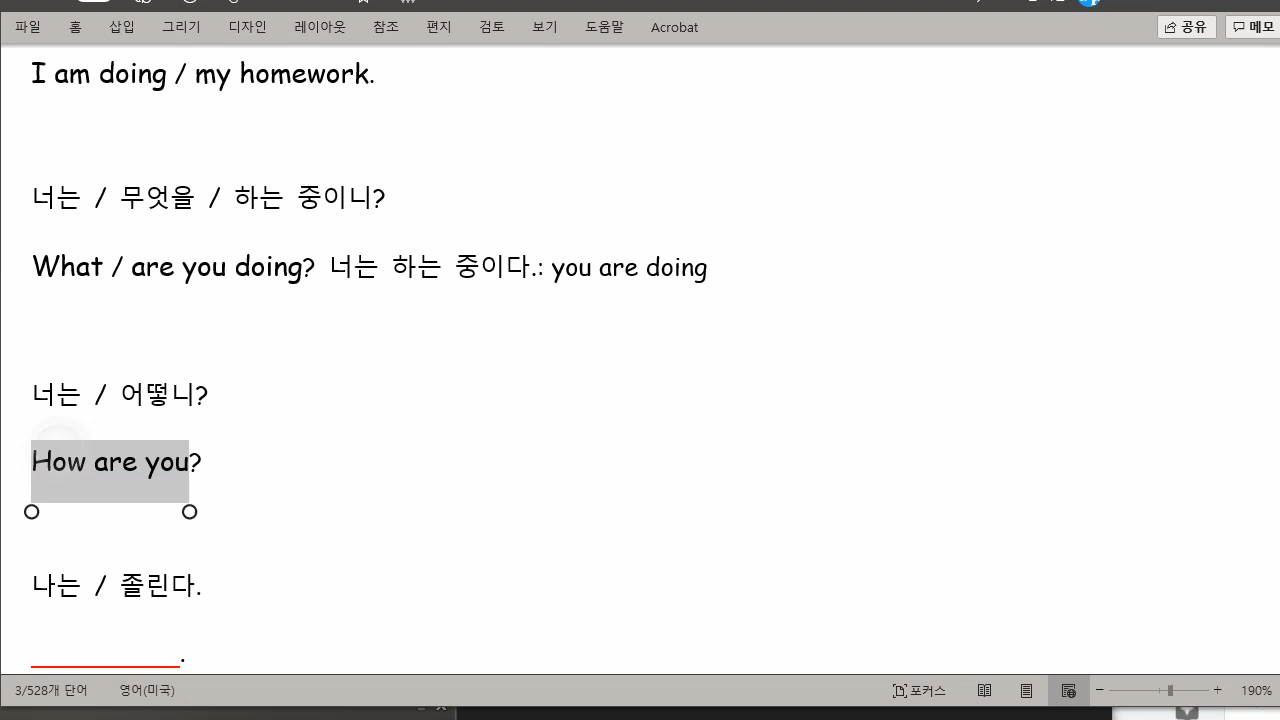 파일 홈 삽입 그리기 디자인 레이아웃 참조 편지 검토 보기 도움말 Acrobat 공유 메모
I am doing / my homework.
너는 / 무엇을 / 하는 중이니?
What / are you doing? 너는 하는 중이다.: you are doing
너는 / 어떻니?
How are you?
나는 / 졸린다.
__________.
3/528개 단어 영어(미국) 포커스 190%